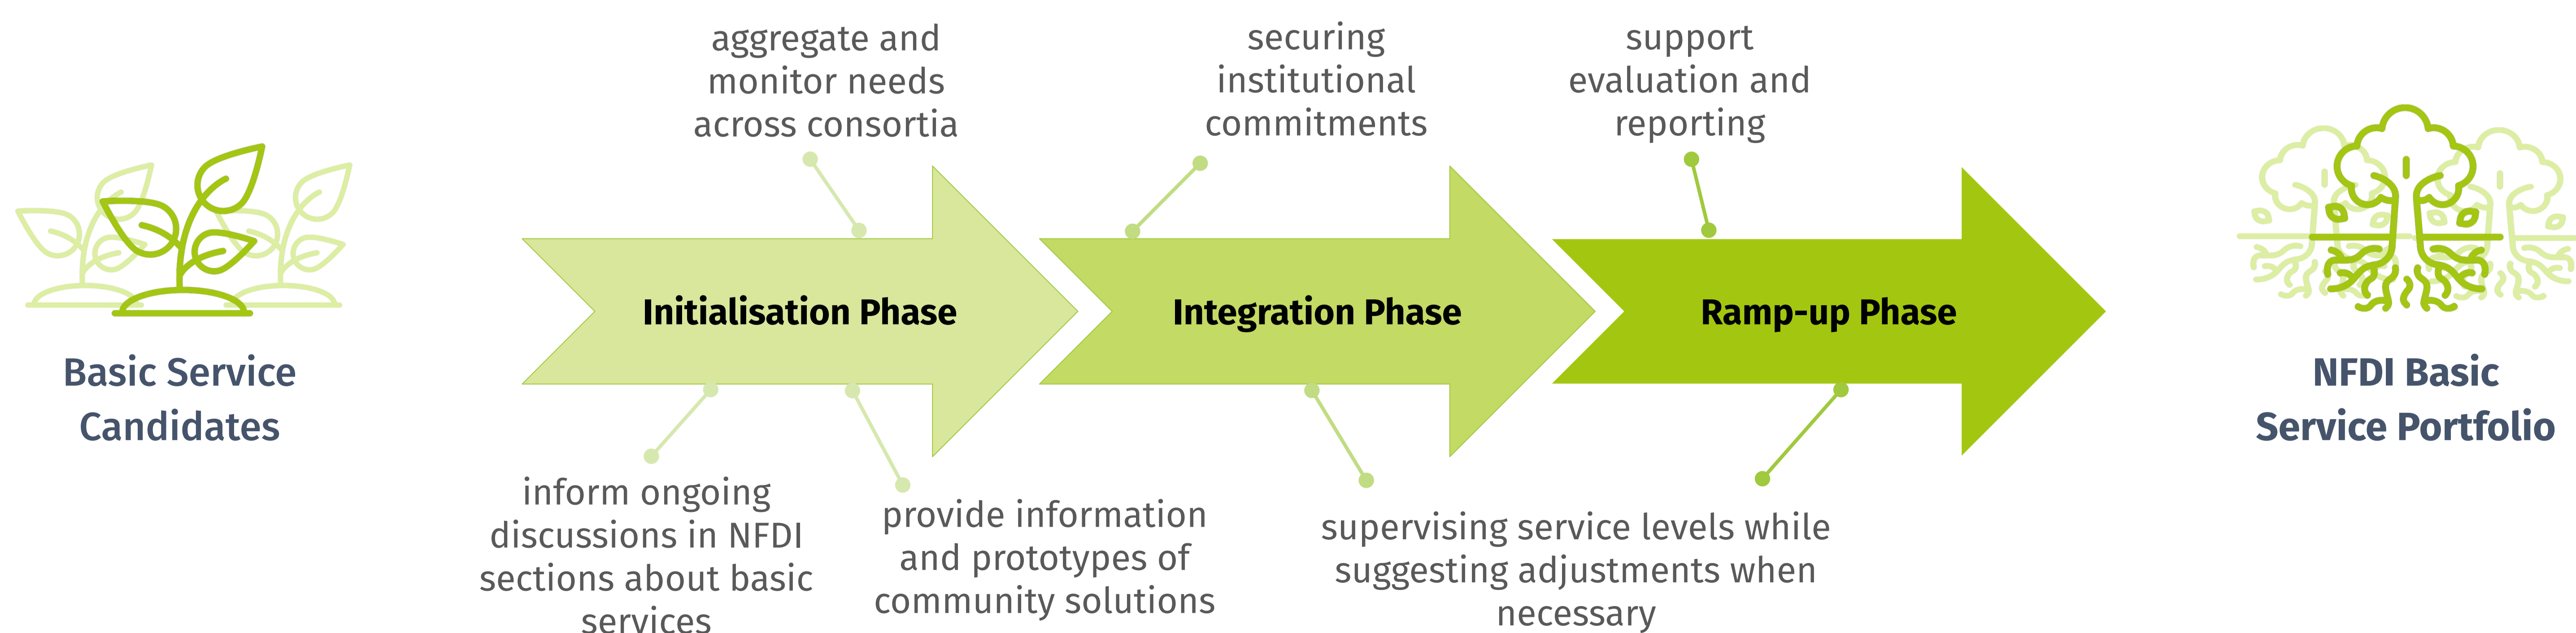 aggregate and
monitor needs
across consortia
securing
institutional
commitments
support
evaluation and
reporting
Basic Service
Candidates
Initialisation Phase
Integration Phase
Ramp-up Phase
NFDI Basic
Service Portfolio
inform ongoing
discussions in NFDI
sections about basic
services
provide information
and prototypes of
community solutions
supervising service levels while
suggesting adjustments when
necessary